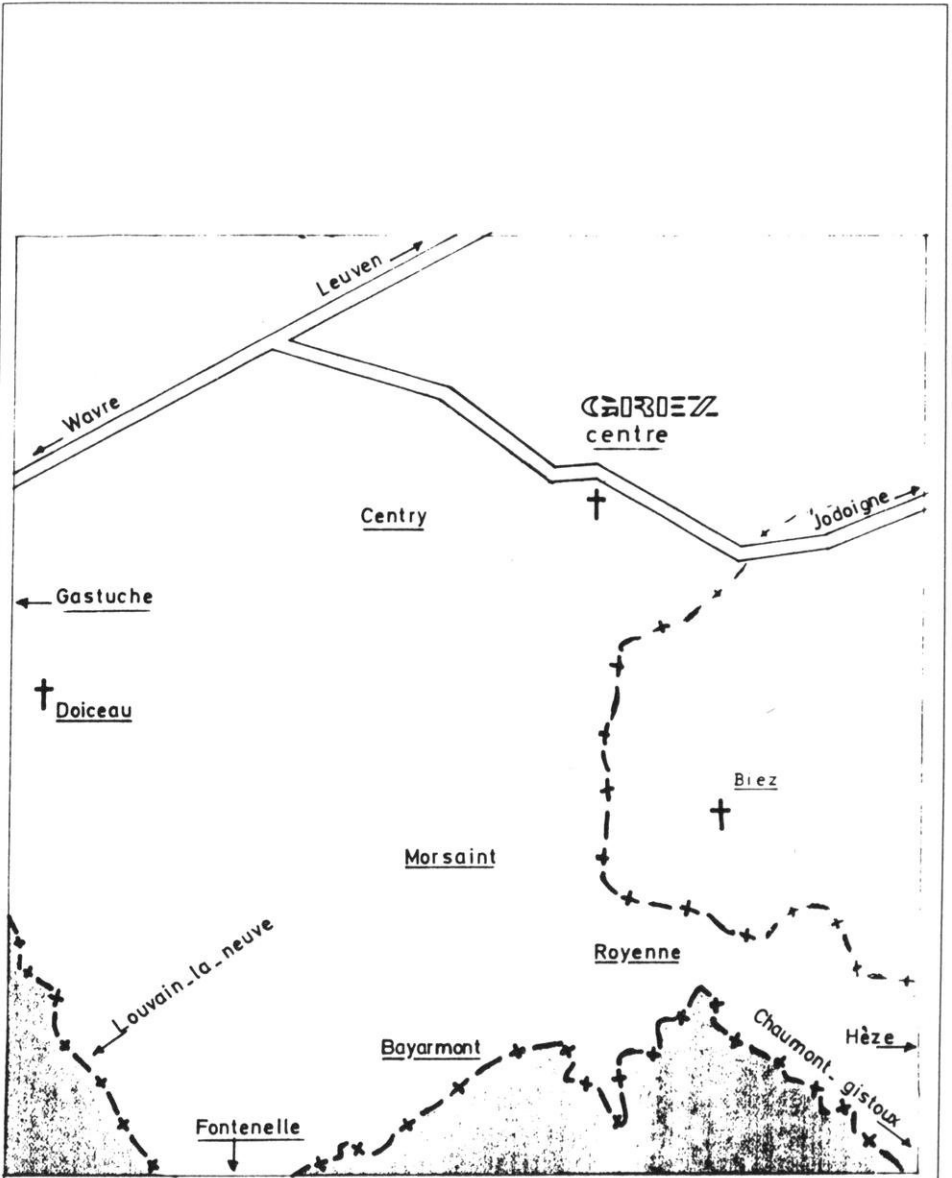 Leuven
Wavre
GREZ
centre
Jodoigne
Centry
Gastuche
Doiceau
Biez
Morsaint
Louvain_la_neuve
Royenne
Bayarmont
Hèze
Chaumont_gistoux
Fontenelle